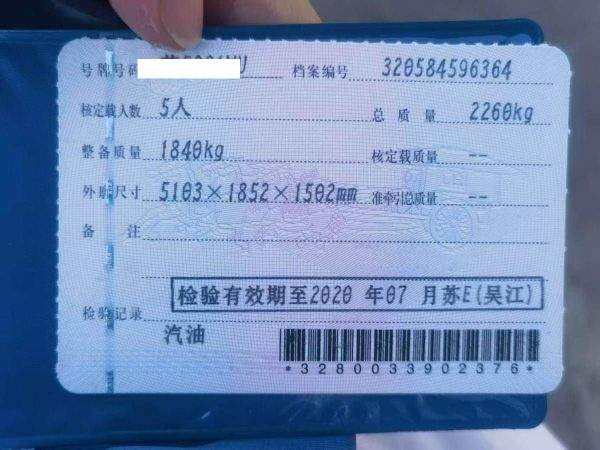 号牌号码 档案编号 320584596364
核定载人数 5人 总质量 2260kg
整备质量 1840kg 核定载质量 --
外廓尺寸 5103×1852×1502mm 准牵引总质量 --
备注
检验记录 检验有效期至2020 年07 月苏E(吴江)
汽油
*3280033902376*